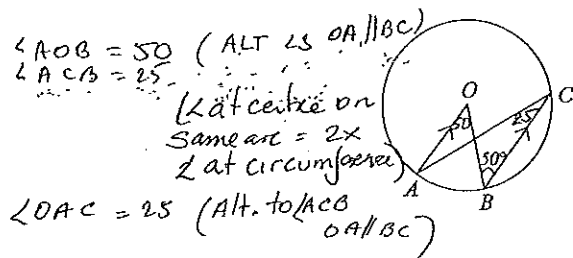 ∠AOB = 50 (ALT ∠S OA//BC)
∠ACB = 25
(∠ at centre on
same arc = 2x
∠ at circumference)
∠OAC = 25 (Alt. to ∠ACB
OA//BC)
O
50
25
C
50°
A
B